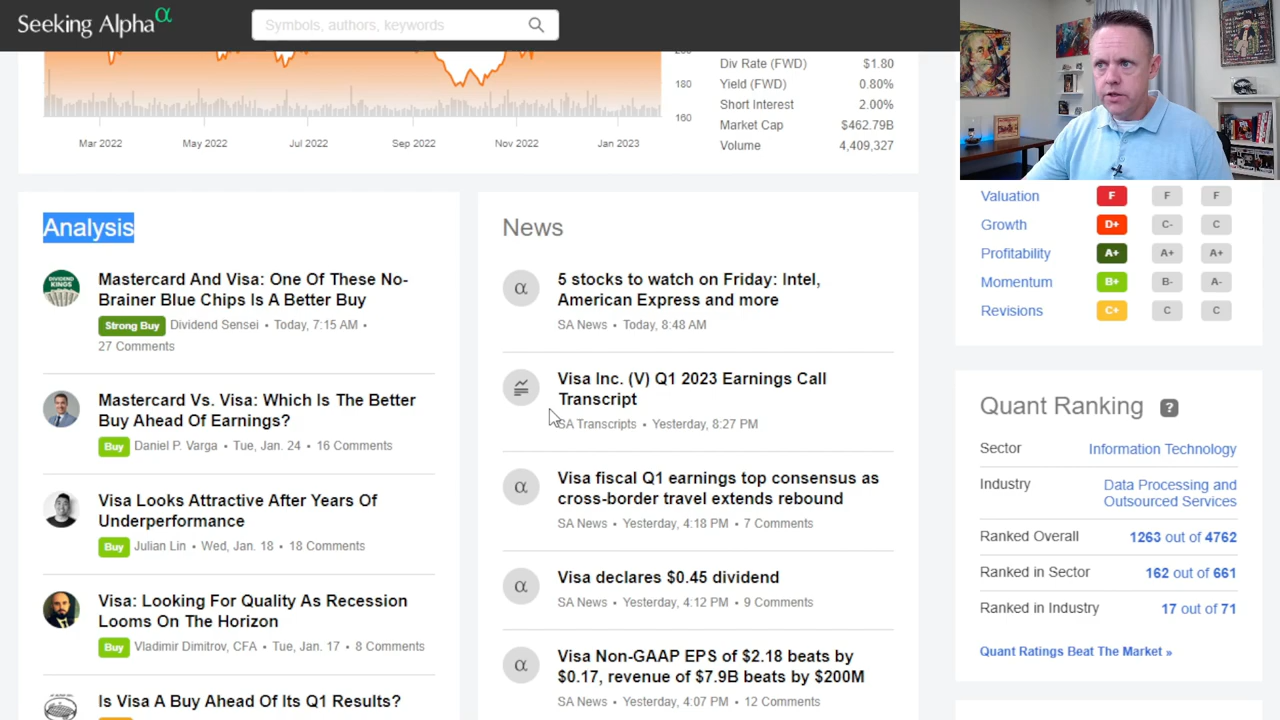 Seeking Alpha α
Symbols, authors, keywords
180
160
Mar 2022 May 2022 Jul 2022 Sep 2022 Nov 2022 Jan 2023
Div Rate (FWD) $1.80
Yield (FWD) 0.80%
Short Interest 2.00%
Market Cap $462.79B
Volume 4,409,327
Analysis
Mastercard And Visa: One Of These No-
Brainer Blue Chips Is A Better Buy
Strong Buy Dividend Sensei • Today, 7:15 AM •
27 Comments
DIVIDEND
KINGS
Mastercard Vs. Visa: Which Is The Better
Buy Ahead Of Earnings?
Buy Daniel P. Varga • Tue, Jan. 24 • 16 Comments
Visa Looks Attractive After Years Of
Underperformance
Buy Julian Lin • Wed, Jan. 18 • 18 Comments
Visa: Looking For Quality As Recession
Looms On The Horizon
Buy Vladimir Dimitrov, CFA • Tue, Jan. 17 • 8 Comments
Is Visa A Buy Ahead Of Its Q1 Results?
News
α
5 stocks to watch on Friday: Intel,
American Express and more
SA News • Today, 8:48 AM
Visa Inc. (V) Q1 2023 Earnings Call
Transcript
SA Transcripts • Yesterday, 8:27 PM
α
Visa fiscal Q1 earnings top consensus as
cross-border travel extends rebound
SA News • Yesterday, 4:18 PM • 7 Comments
α
Visa declares $0.45 dividend
SA News • Yesterday, 4:12 PM • 9 Comments
α
Visa Non-GAAP EPS of $2.18 beats by
$0.17, revenue of $7.9B beats by $200M
SA News • Yesterday, 4:07 PM • 12 Comments
Valuation F F F
Growth D+ C- C
Profitability A+ A+ A+
Momentum B+ B- A-
Revisions C+ C C
Quant Ranking ?
Sector Information Technology
Industry Data Processing and
Outsourced Services
Ranked Overall 1263 out of 4762
Ranked in Sector 162 out of 661
Ranked in Industry 17 out of 71
Quant Ratings Beat The Market »